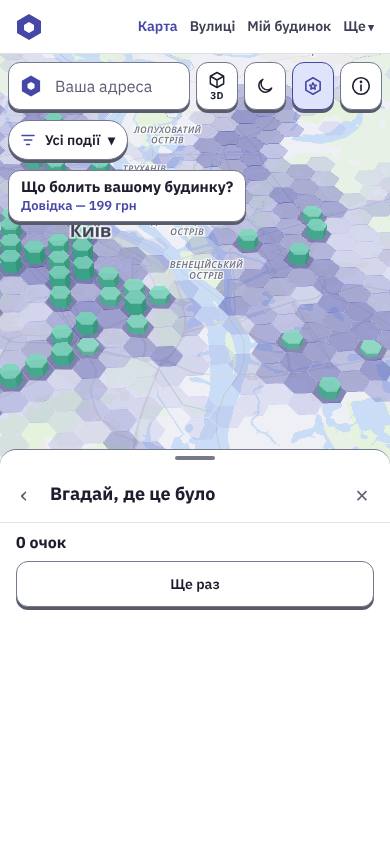 Карта Вулиці Мій будинок Ще ▾
Ваша адреса
3D
Усі події ▾
ЛОПУХОВАТИЙ
ОСТРІВ
ТРУХАНІВ
Що болить вашому будинку?
Довідка — 199 грн
Київ
ОСТРІВ
ВЕНЕЦІЙСЬКИЙ
ОСТРІВ
‹ Вгадай, де це було ×
0 очок
Ще раз